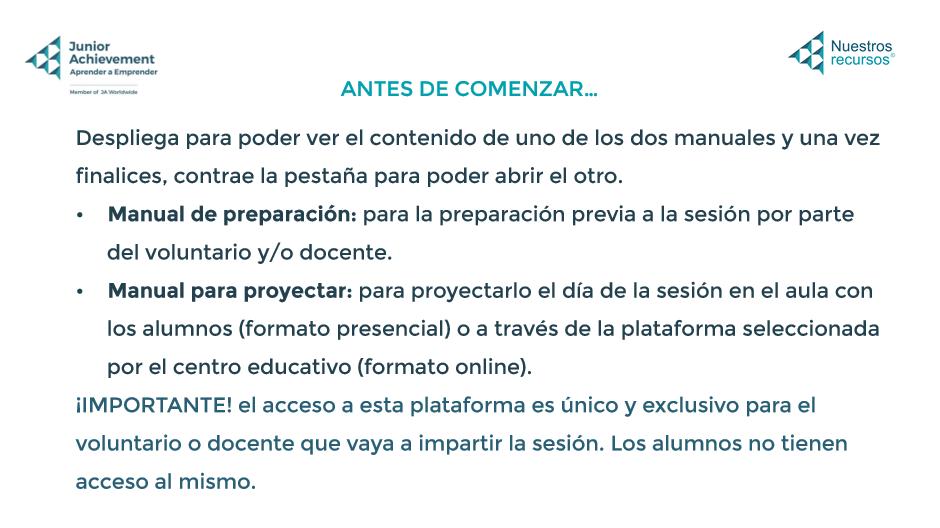 Junior
Achievement
Aprender a Emprender
Member of JA Worldwide
Nuestros
recursos©
ANTES DE COMENZAR...
Despliega para poder ver el contenido de uno de los dos manuales y una vez
finalices, contrae la pestaña para poder abrir el otro.
• Manual de preparación: para la preparación previa a la sesión por parte
del voluntario y/o docente.
• Manual para proyectar: para proyectarlo el día de la sesión en el aula con
los alumnos (formato presencial) o a través de la plataforma seleccionada
por el centro educativo (formato online).
¡IMPORTANTE! el acceso a esta plataforma es único y exclusivo para el
voluntario o docente que vaya a impartir la sesión. Los alumnos no tienen
acceso al mismo.